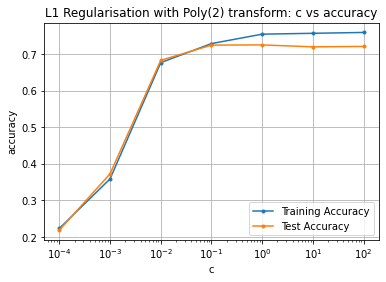 L1 Regularisation with Poly(2) transform: c vs accuracy
accuracy
0.7
0.6
0.5
0.4
0.3
0.2
Training Accuracy
Test Accuracy
10⁻⁴ 10⁻³ 10⁻² 10⁻¹ 10⁰ 10¹ 10²
c